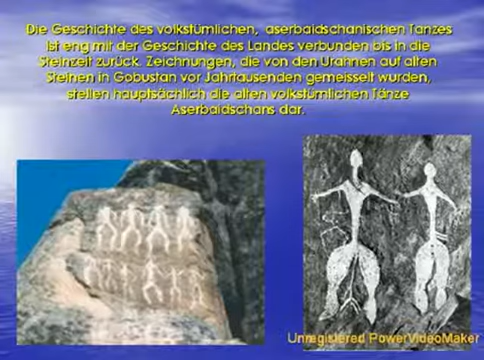 Die Geschichte des volkstümlichen, aserbaidschanischen Tanzes
ist eng mit der Geschichte des Landes verbunden bis in die
Steinzeit zurück. Zeichnungen, die von den Urahnen auf alten
Steinen in Gobustan vor Jahrtausenden gemeisselt wurden,
stellen hauptsächlich die alten volkstümlichen Tänze
Aserbaidschans dar.
Unregistered PowerVideoMaker